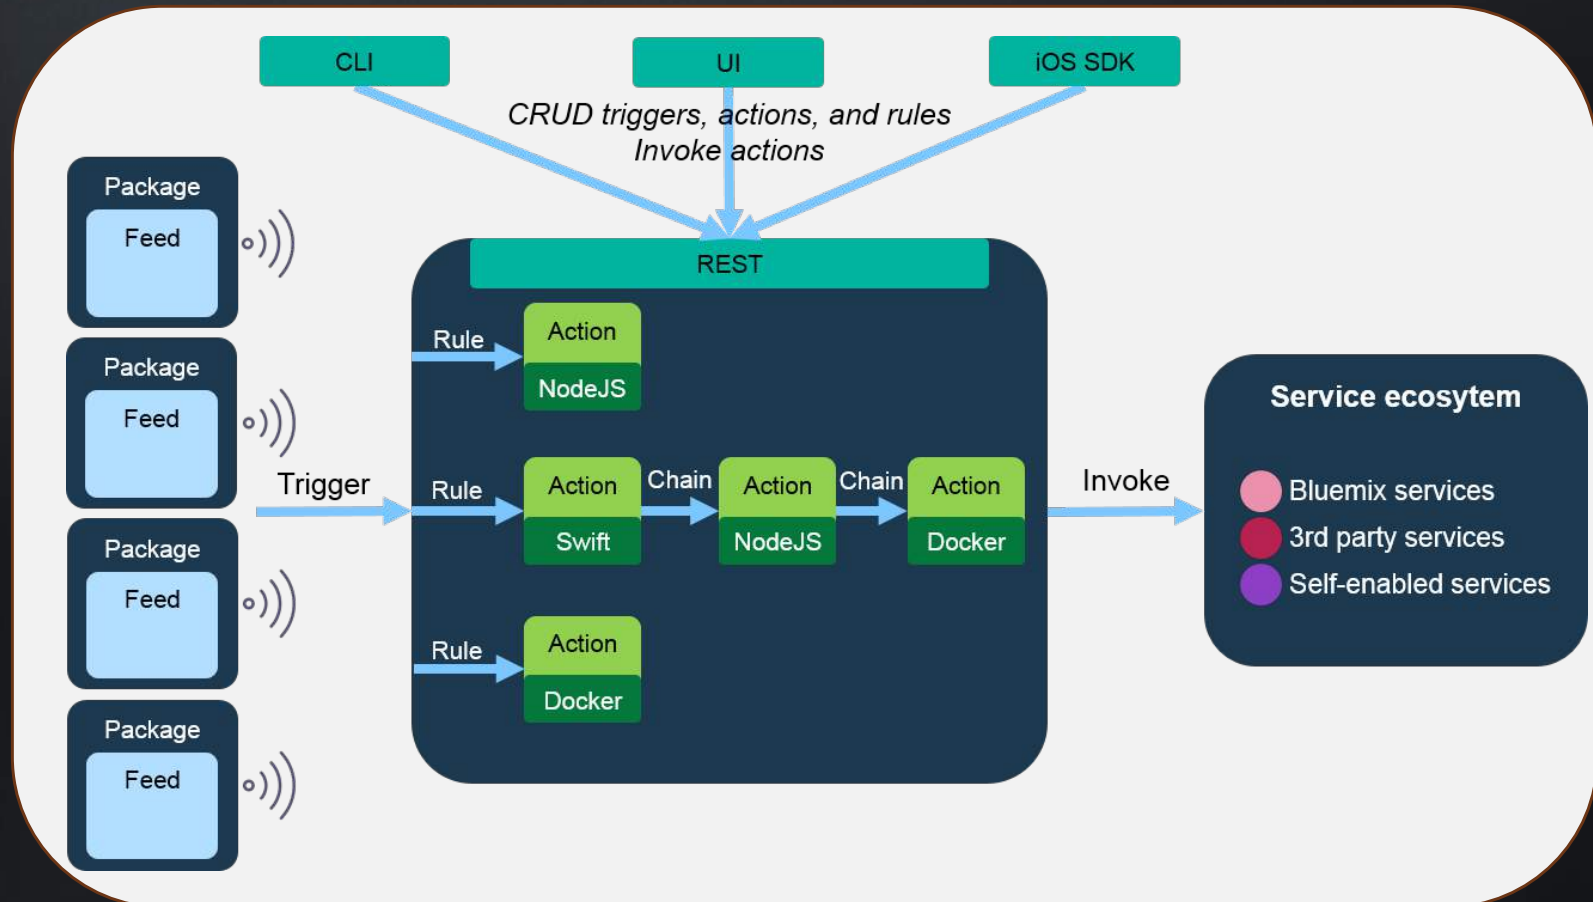 CLI
UI
iOS SDK
CRUD triggers, actions, and rules
Invoke actions
Package
Feed
Package
Feed
Package
Feed
Package
Feed
Trigger
REST
Rule
Action
NodeJS
Rule
Action
Swift
Chain
Action
NodeJS
Chain
Action
Docker
Rule
Action
Docker
Invoke
Service ecosytem
Bluemix services
3rd party services
Self-enabled services